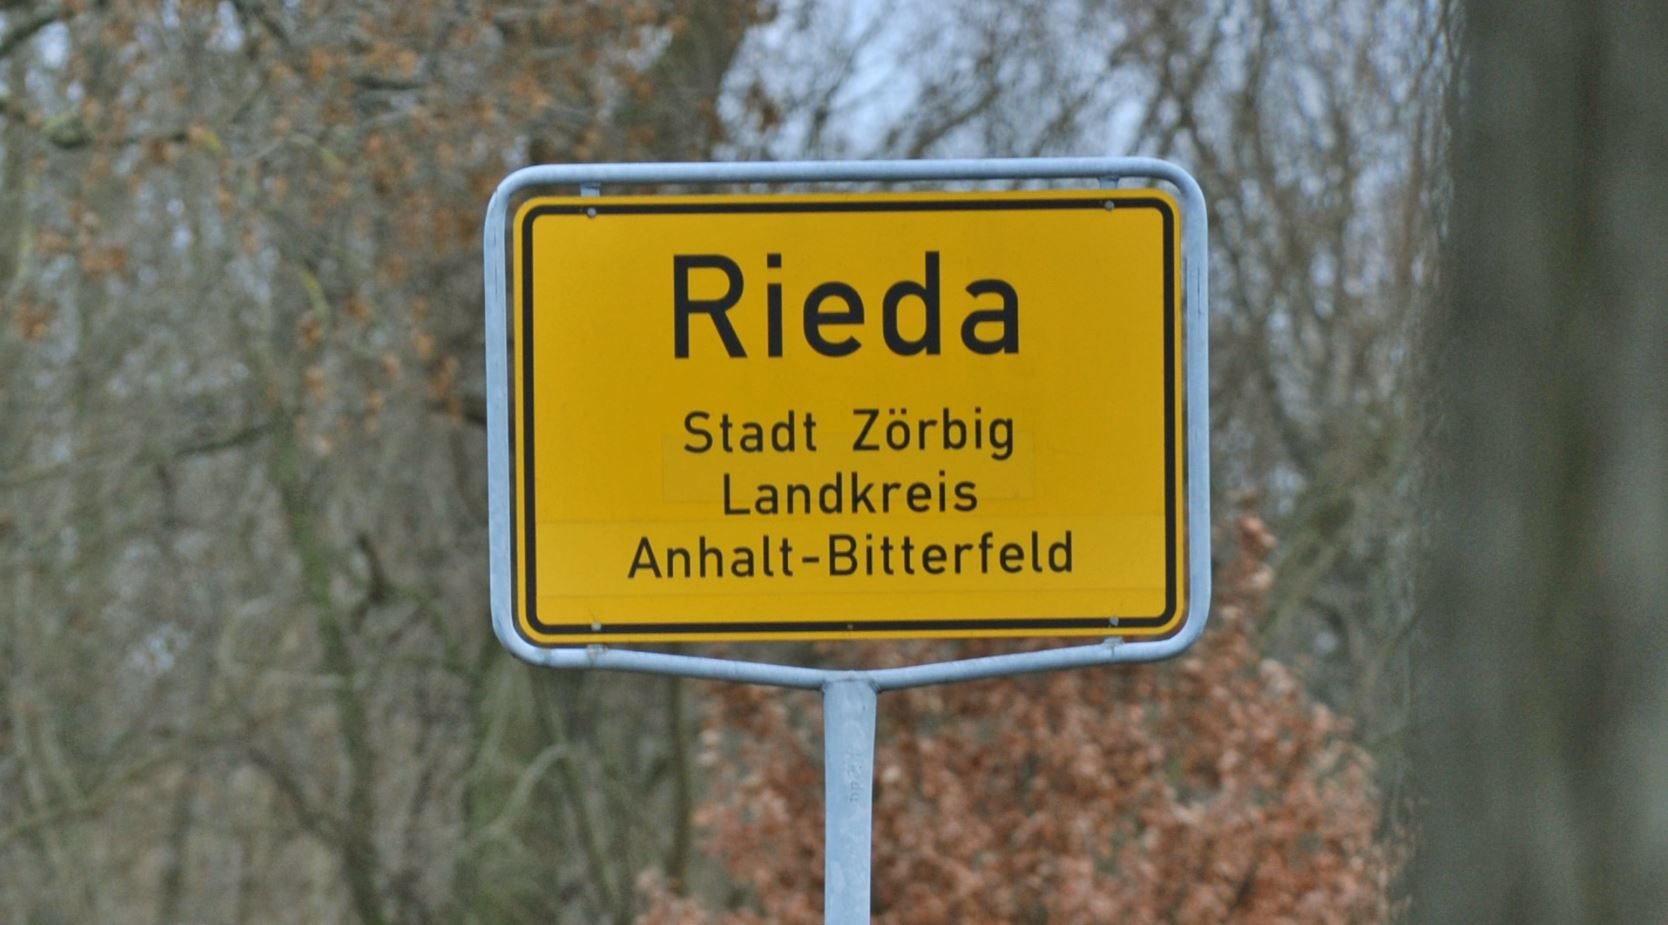 Rieda
Stadt Zörbig
Landkreis
Anhalt-Bitterfeld